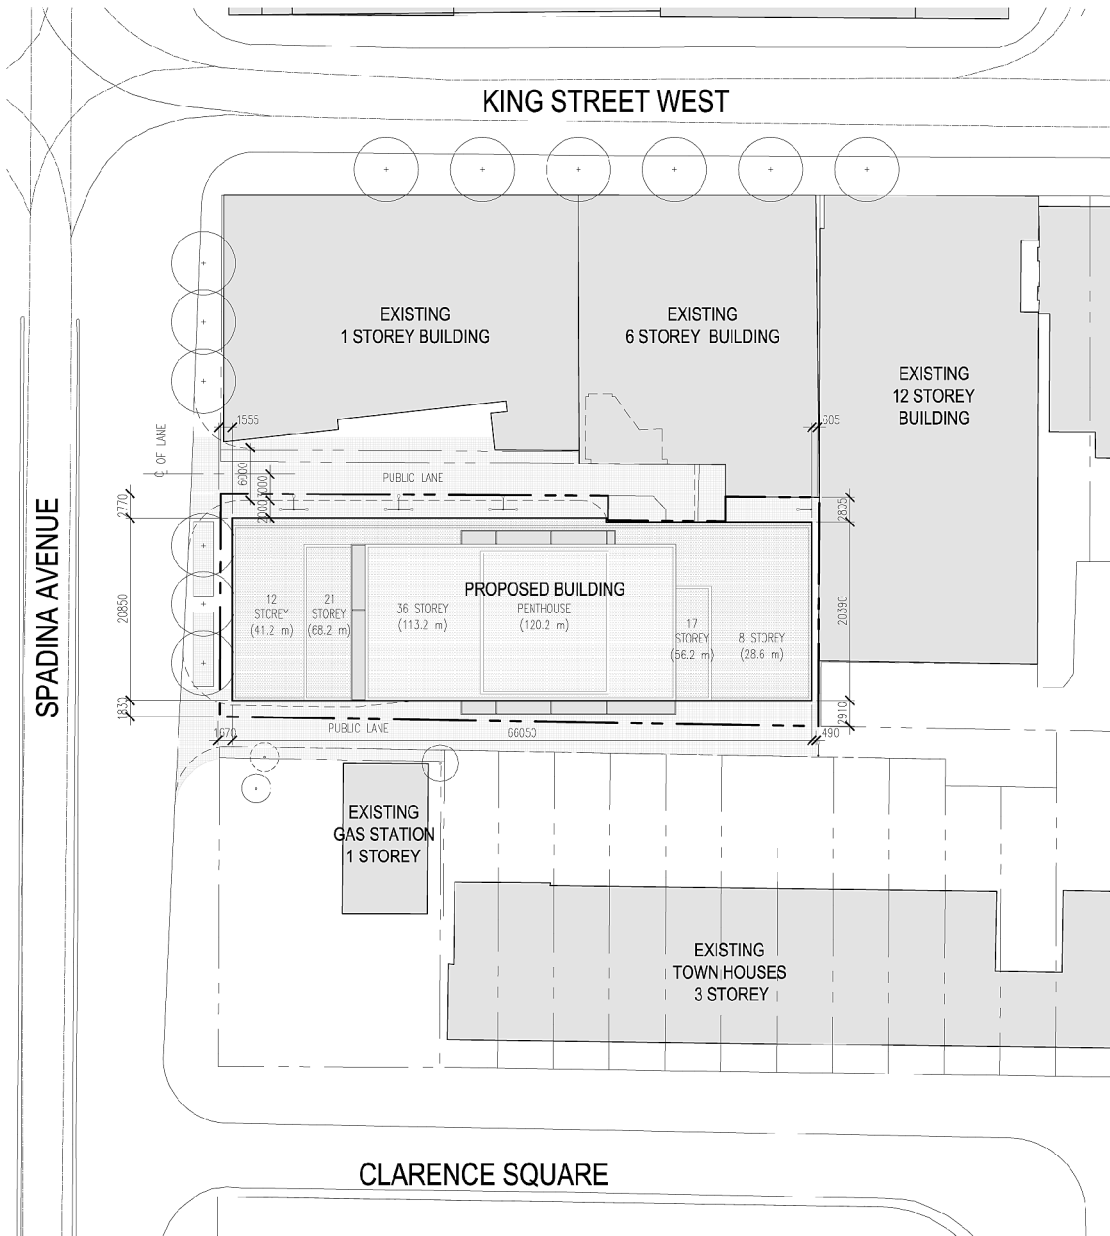 KING STREET WEST
EXISTING
1 STOREY BUILDING
EXISTING
6 STOREY BUILDING
EXISTING
12 STOREY
BUILDING
1555
605
C OF LANE
6000
3000
2000
PUBLIC LANE
2770
2835
SPADINA AVENUE
20850
20390
PROPOSED BUILDING
12
STOREY
(41.2 m)
21
STOREY
(68.2 m)
36 STOREY
(113.2 m)
PENTHOUSE
(120.2 m)
17
STOREY
(56.2 m)
8 STOREY
(28.6 m)
1830
2910
PUBLIC LANE
1670
66050
490
EXISTING
GAS STATION
1 STOREY
EXISTING
TOWN HOUSES
3 STOREY
CLARENCE SQUARE